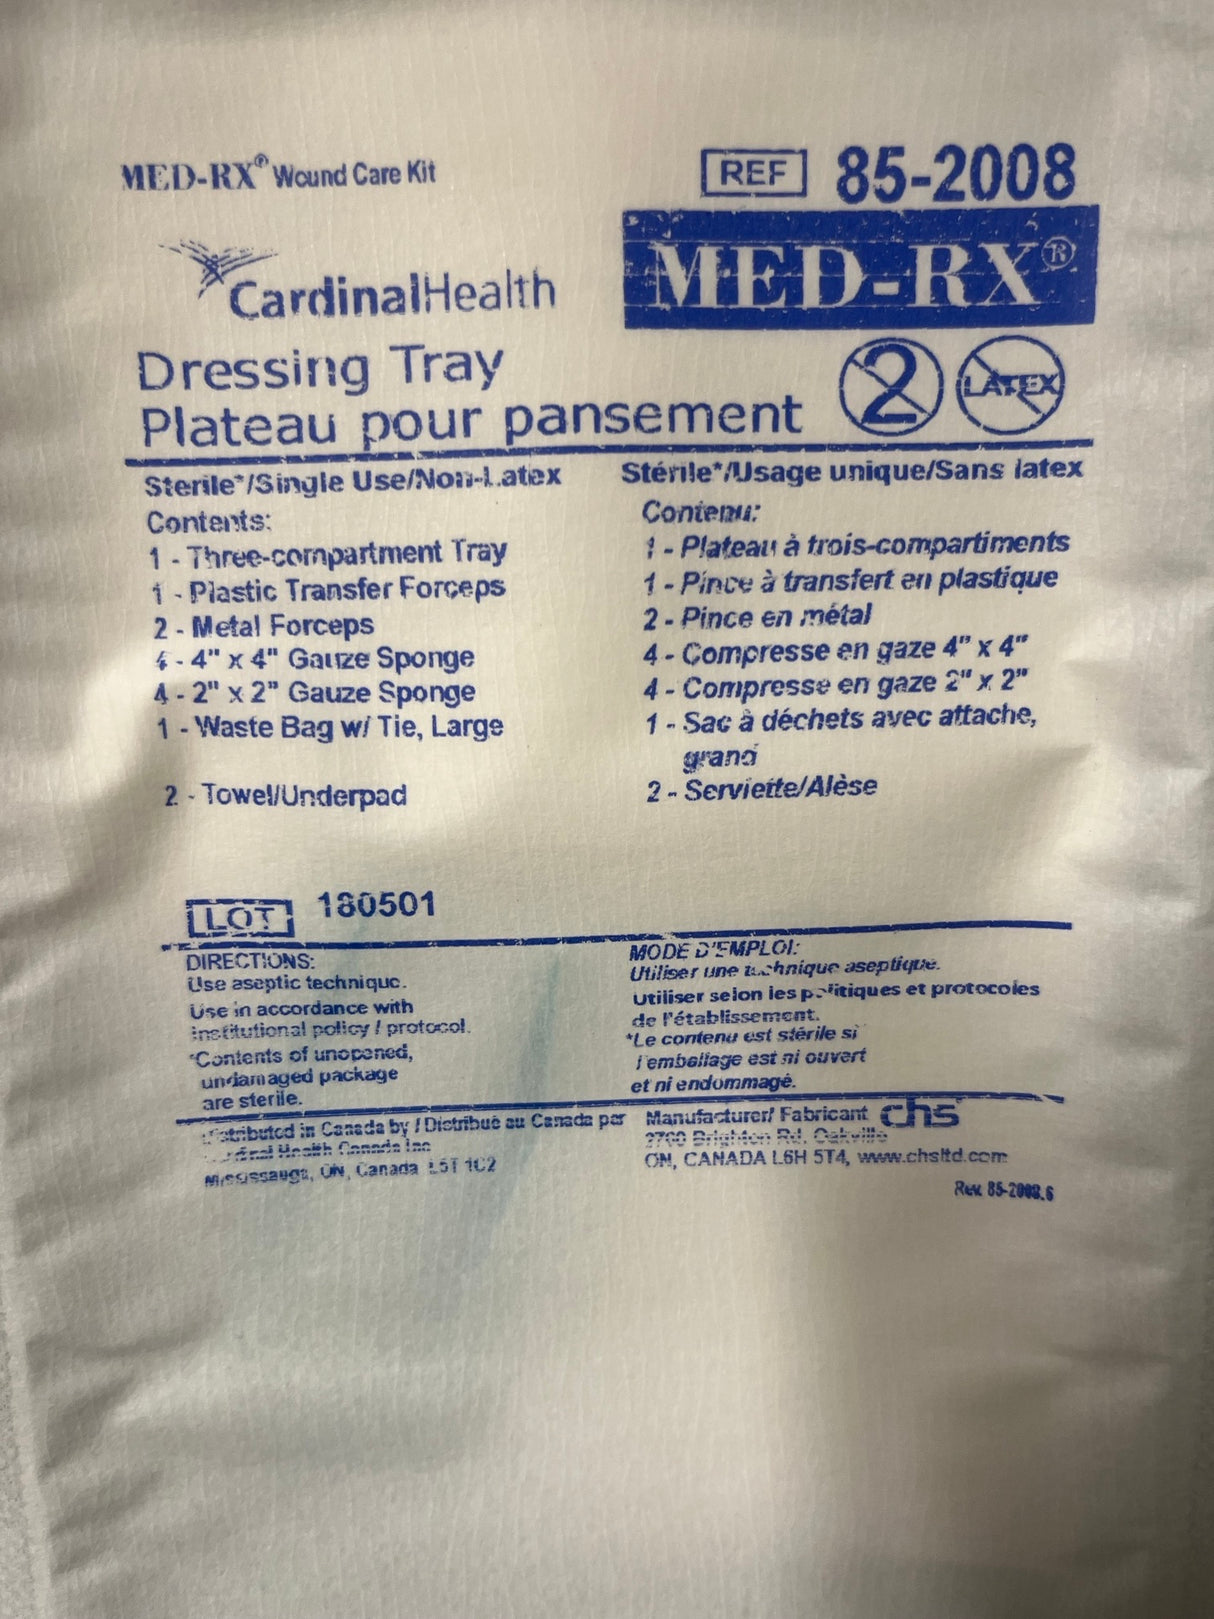 MED-RX® Wound Care Kit
REF 85-2008
CardinalHealth
MED-RX®
Dressing Tray
Plateau pour pansement
2
LATEX
Sterile*/Single Use/Non-Latex
Contents:
1 - Three-compartment Tray
1 - Plastic Transfer Forceps
2 - Metal Forceps
4 - 4" x 4" Gauze Sponge
4 - 2" x 2" Gauze Sponge
1 - Waste Bag w/ Tie, Large
2 - Towel/Underpad
Stérile*/Usage unique/Sans latex
Contenu:
1 - Plateau à trois-compartiments
1 - Pince à transfert en plastique
2 - Pince en métal
4 - Compresse en gaze 4" x 4"
4 - Compresse en gaze 2" x 2"
1 - Sac à déchets avec attache,
grand
2 - Serviette/Alèse
LOT 180501
DIRECTIONS:
Use aseptic technique.
Use in accordance with
institutional policy / protocol.
*Contents of unopened,
undamaged package
are sterile.
MODE D'EMPLOI:
Utiliser une technique aseptique.
Utiliser selon les politiques et protocoles
de l'établissement.
*Le contenu est stérile si
l'emballage est ni ouvert
et ni endommagé.
Distributed in Canada by / Distribué au Canada par
Cardinal Health Canada Inc
Mississauga, ON, Canada L5T 1C2
Manufacturer/ Fabricant chs
2700 Brighton Rd. Oakville
ON, CANADA L6H 5T4, www.chsltd.com
Rev. 85-2008.6